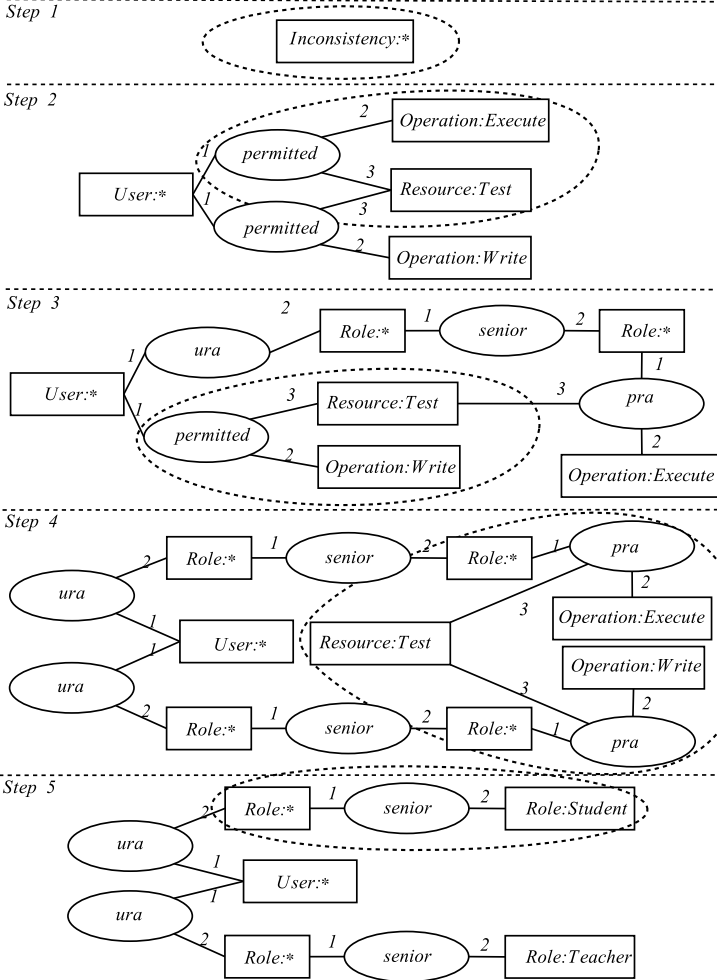 Step 1
Inconsistency:*
Step 2
2
Operation:Execute
1
permitted
3
User:*
Resource:Test
1
3
permitted
2
Operation:Write
Step 3
2
Role:*
1
senior
2
Role:*
1
ura
1
User:*
3
Resource:Test
3
pra
1
permitted
2
Operation:Write
2
Operation:Execute
Step 4
2
Role:*
1
senior
2
Role:*
1
pra
ura
2
3
Operation:Execute
1
User:*
Resource:Test
1
Operation:Write
ura
3
2
2
Role:*
1
senior
2
Role:*
1
pra
Step 5
2
Role:*
1
senior
2
Role:Student
ura
1
User:*
1
ura
2
Role:*
1
senior
2
Role:Teacher